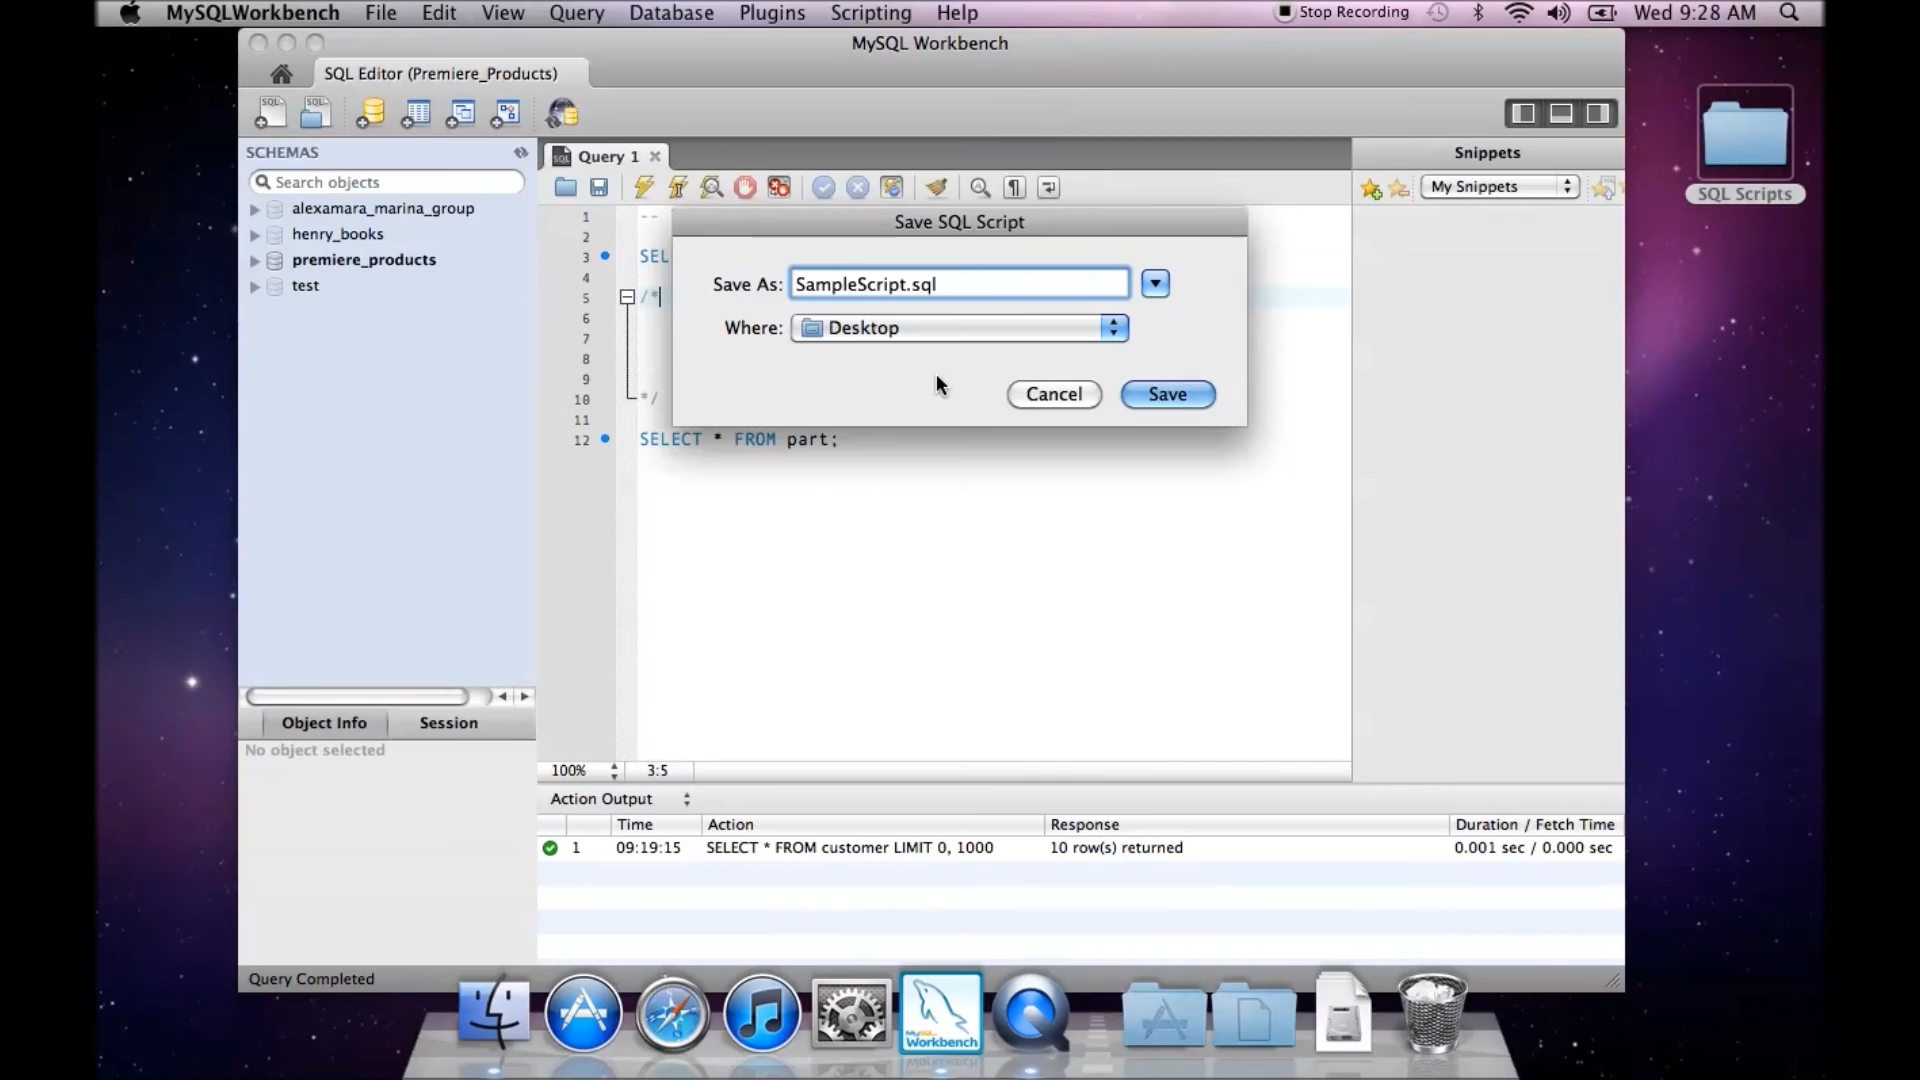 MySQLWorkbench File Edit View Query Database Plugins Scripting Help Stop Recording Wed 9:28 AM
MySQL Workbench
SQL Editor (Premiere_Products)
SQL SQL
SCHEMAS
Search objects
alexamara_marina_group
henry_books
premiere_products
test
Object Info Session
No object selected
SQL Query 1
1 --
2
3 SEL
4
5 /*
6
7
8
9
10 */
11
12 SELECT * FROM part;
Save SQL Script
Save As: SampleScript.sql
Where: Desktop
Cancel Save
Snippets
My Snippets
SQL Scripts
100% 3:5
Action Output
Time Action Response Duration / Fetch Time
1 09:19:15 SELECT * FROM customer LIMIT 0, 1000 10 row(s) returned 0.001 sec / 0.000 sec
Query Completed
MySQL
Workbench